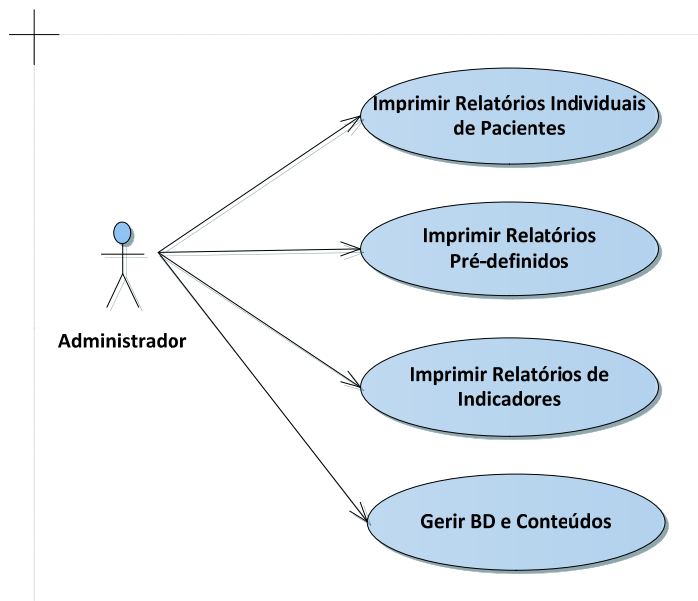 Imprimir Relatórios Individuais
de Pacientes
Imprimir Relatórios
Pré-definidos
Administrador
Imprimir Relatórios de
Indicadores
Gerir BD e Conteúdos